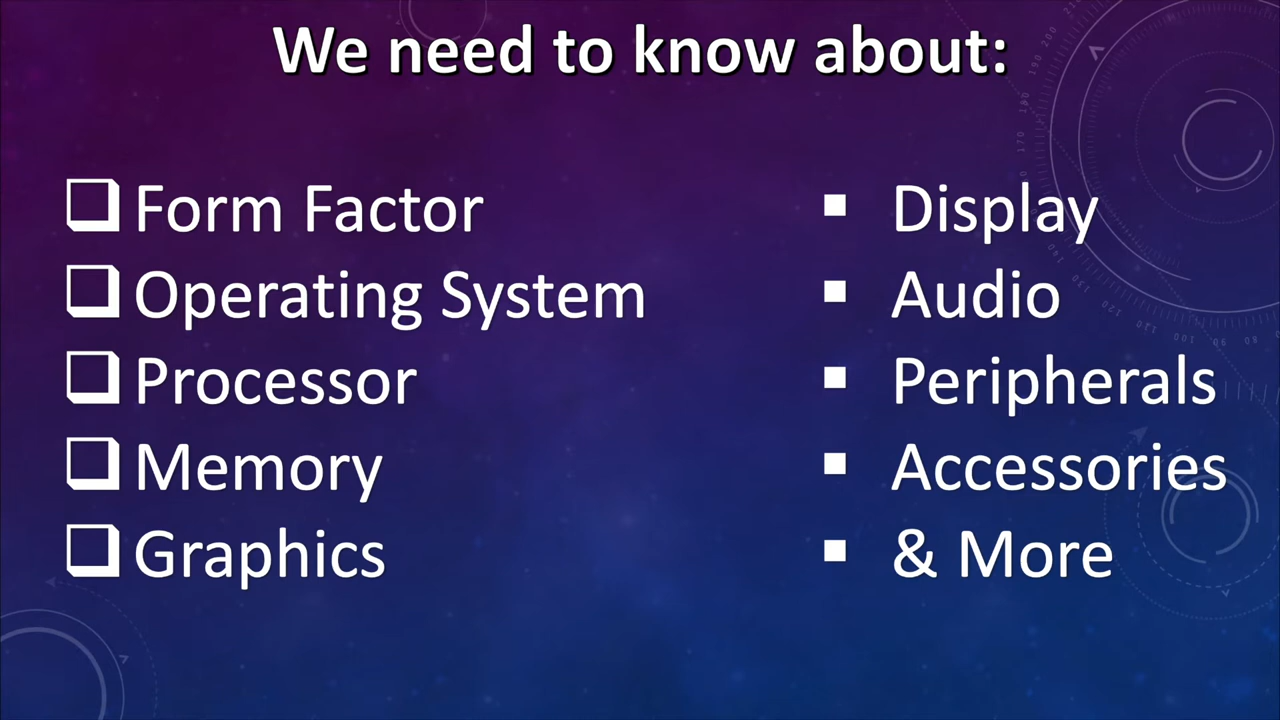 We need to know about:
Form Factor
Operating System
Processor
Memory
Graphics
Display
Audio
Peripherals
Accessories
& More